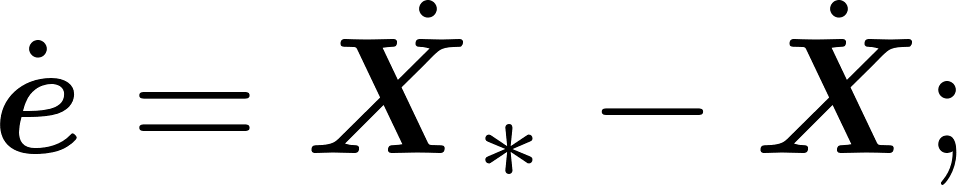 ė = Ẋ* − Ẋ;